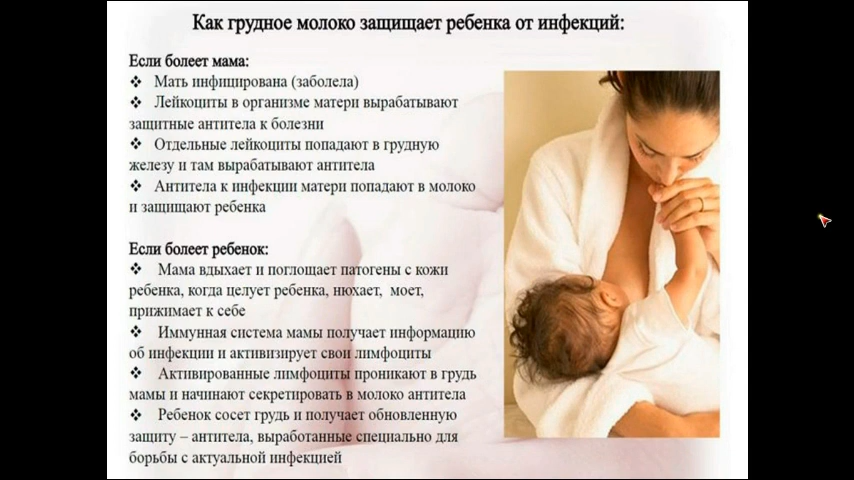 Как грудное молоко защищает ребенка от инфекций:
Если болеет мама:
❖ Мать инфицирована (заболела)
❖ Лейкоциты в организме матери вырабатывают
защитные антитела к болезни
❖ Отдельные лейкоциты попадают в грудную
железу и там вырабатывают антитела
❖ Антитела к инфекции матери попадают в молоко
и защищают ребенка
Если болеет ребенок:
❖ Мама вдыхает и поглощает патогены с кожи
ребенка, когда целует ребенка, нюхает, моет,
прижимает к себе
❖ Иммунная система мамы получает информацию
об инфекции и активизирует свои лимфоциты
❖ Активированные лимфоциты проникают в грудь
мамы и начинают секретировать в молоко антитела
❖ Ребенок сосет грудь и получает обновленную
защиту – антитела, выработанные специально для
борьбы с актуальной инфекцией